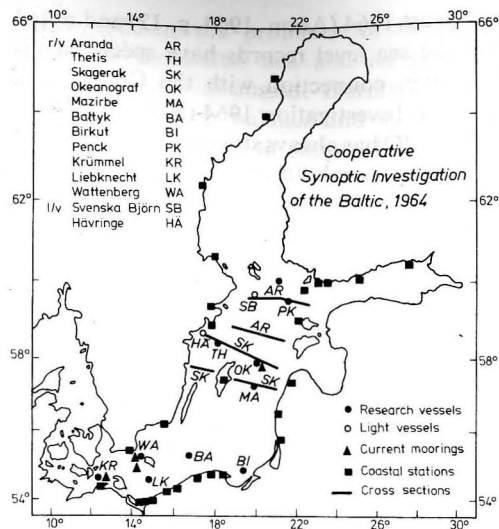 10° 14° 18° 22° 26° 30°
66°
r/v Aranda AR
Thetis TH
Skagerak SK
Okeanograf OK
Mazirbe MA
Bałtyk BA
Birkut BI
Penck PK
Krümmel KR
Liebknecht LK
Wattenberg WA
l/v Svenska Björn SB
Hävringe HÄ
Cooperative
Synoptic Investigation
of the Baltic, 1964
62° 62°
60°
AR
SB PK
AR
HÄ SK
TH
58° 58°
SK OK SK
MA
WA BA BI
KR LK
54° 54°
Research vessels
Light vessels
Current moorings
Coastal stations
Cross sections
10° 14° 18° 22° 26° 30°